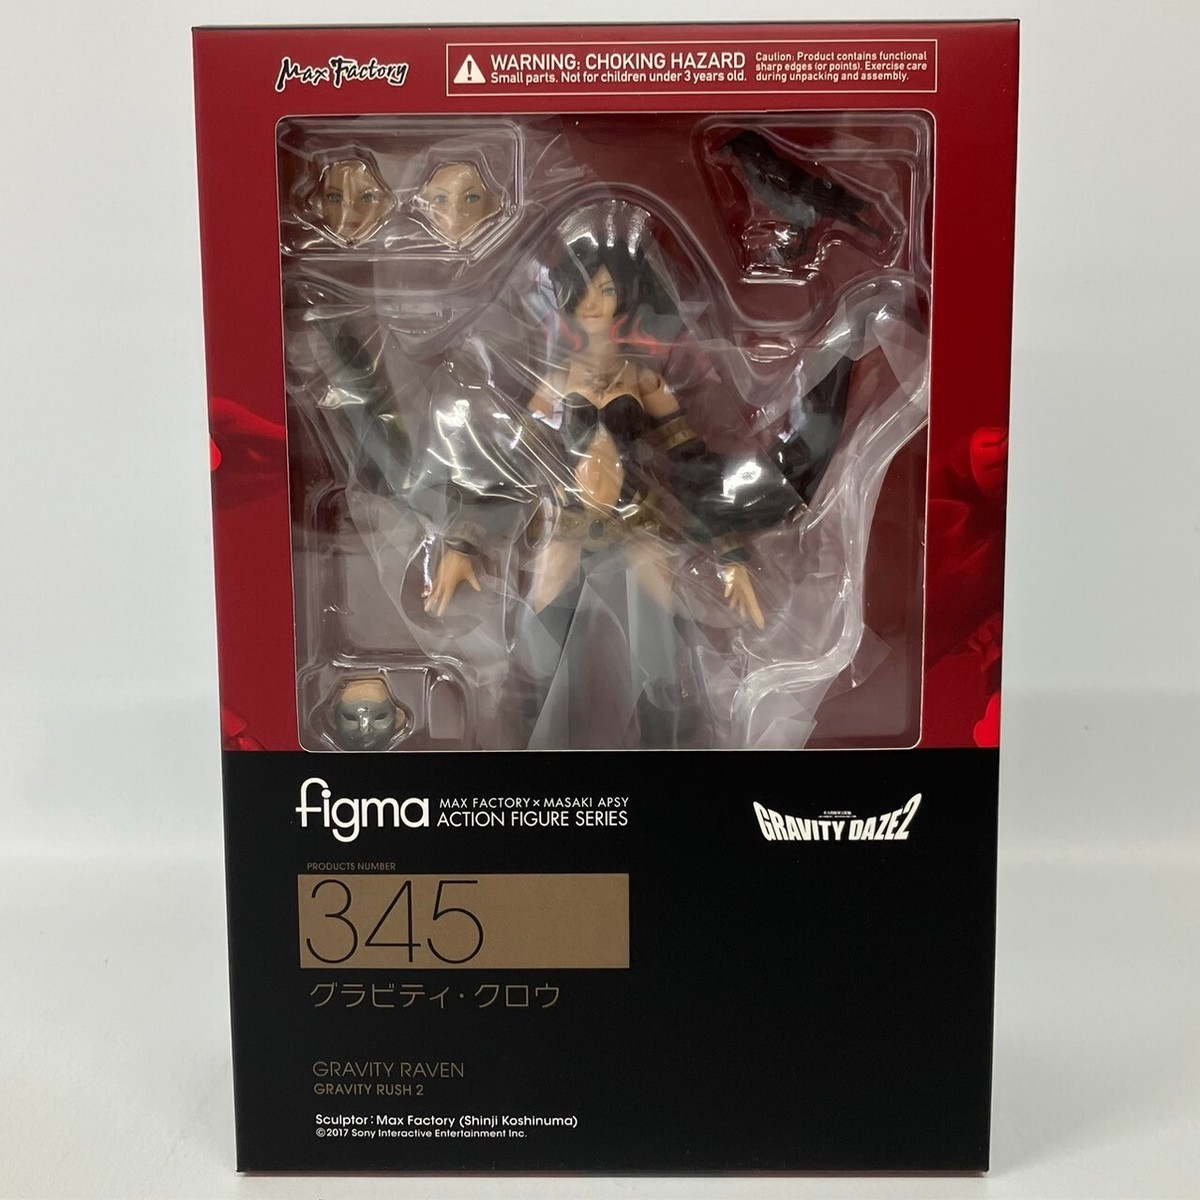 Max Factory
WARNING: CHOKING HAZARD
Small parts. Not for children under 3 years old.
Caution: Product contains functional
sharp edges (or points). Exercise care
during unpacking and assembly.
figma
MAX FACTORY×MASAKI APSY
ACTION FIGURE SERIES
GRAVITY DAZE2
PRODUCTS NUMBER
345
グラビティ・クロウ
GRAVITY RAVEN
GRAVITY RUSH 2
Sculptor：Max Factory (Shinji Koshinuma)
©2017 Sony Interactive Entertainment Inc.